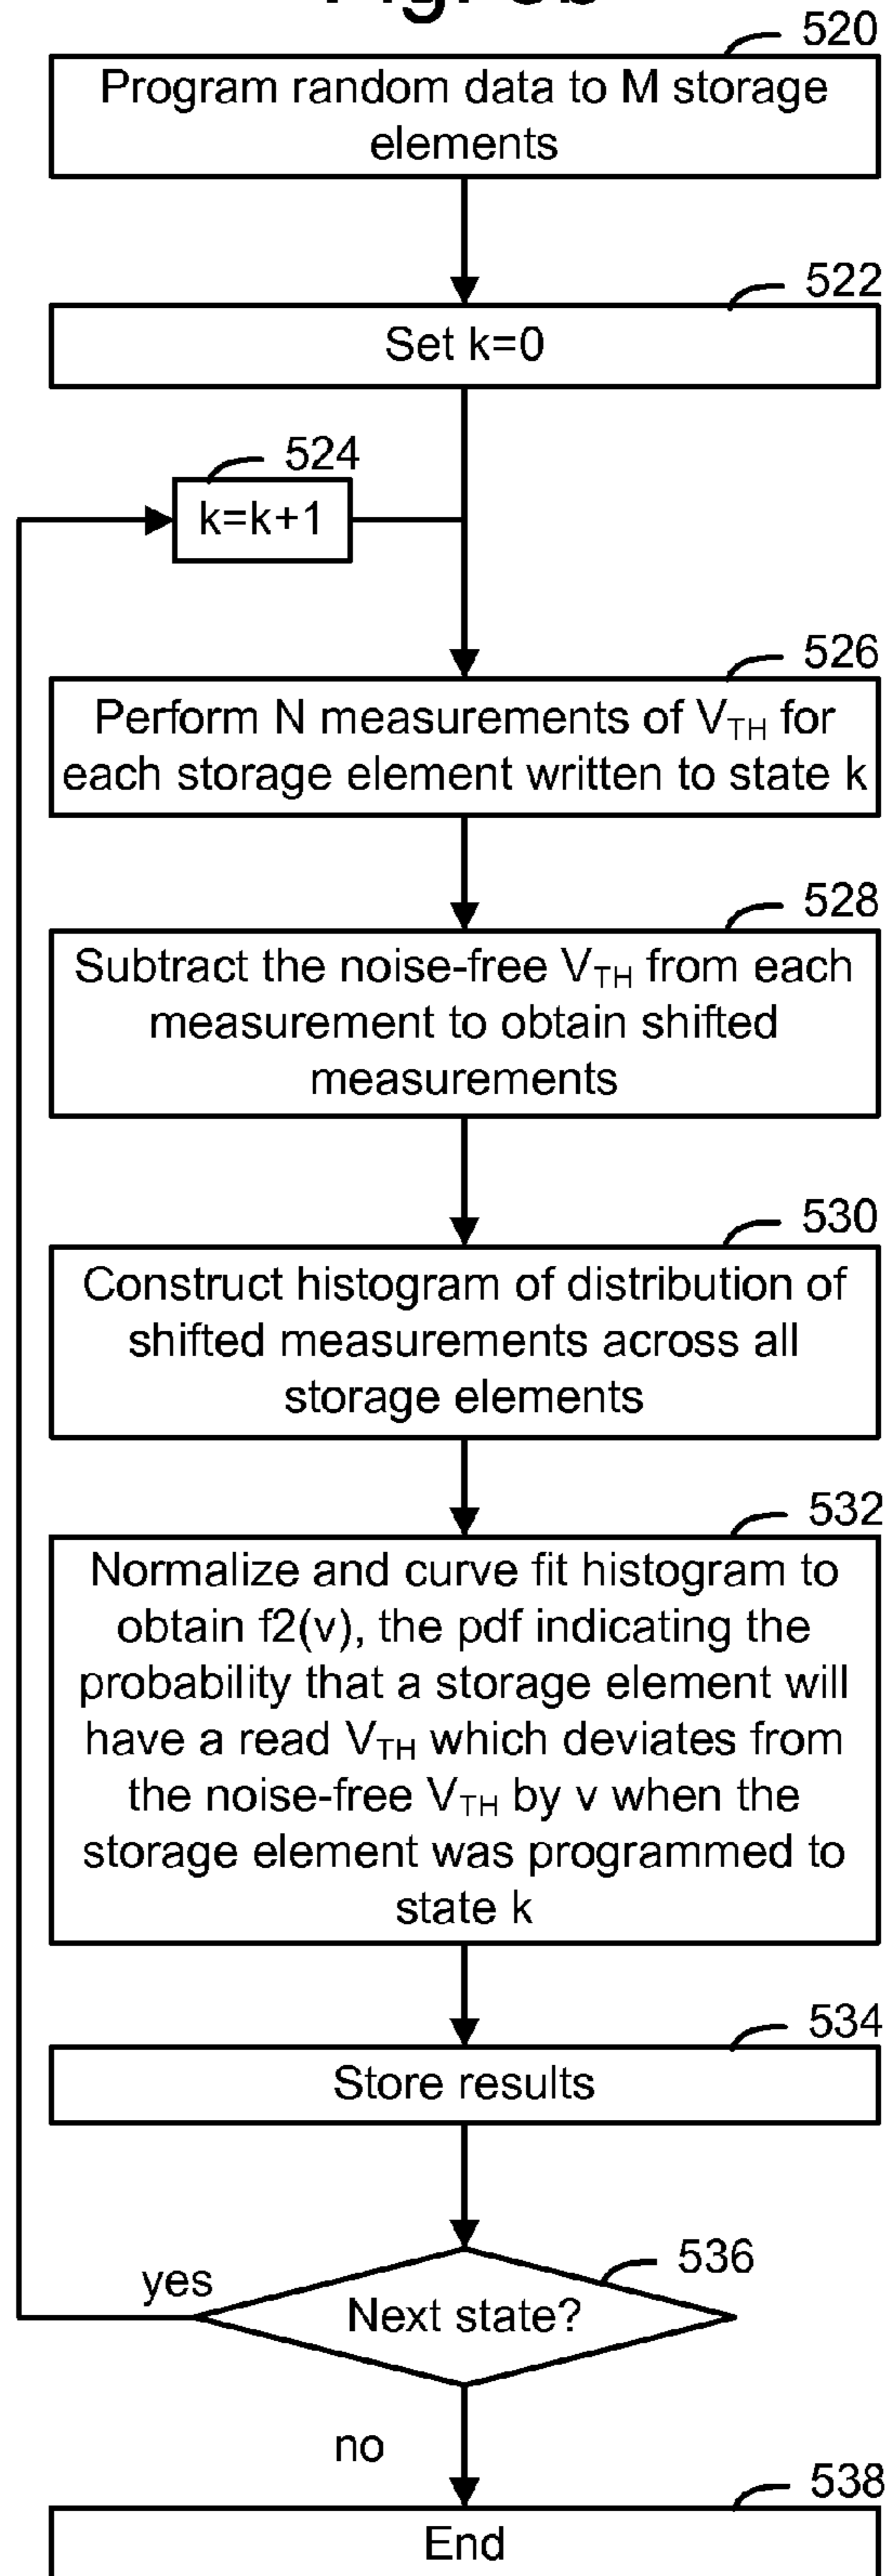 520
Program random data to M storage
elements
522
Set k=0
524
k=k+1
526
Perform N measurements of VTH for
each storage element written to state k
528
Subtract the noise-free VTH from each
measurement to obtain shifted
measurements
530
Construct histogram of distribution of
shifted measurements across all
storage elements
532
Normalize and curve fit histogram to
obtain f2(v), the pdf indicating the
probability that a storage element will
have a read VTH which deviates from
the noise-free VTH by v when the
storage element was programmed to
state k
534
Store results
536
yes
Next state?
no
538
End